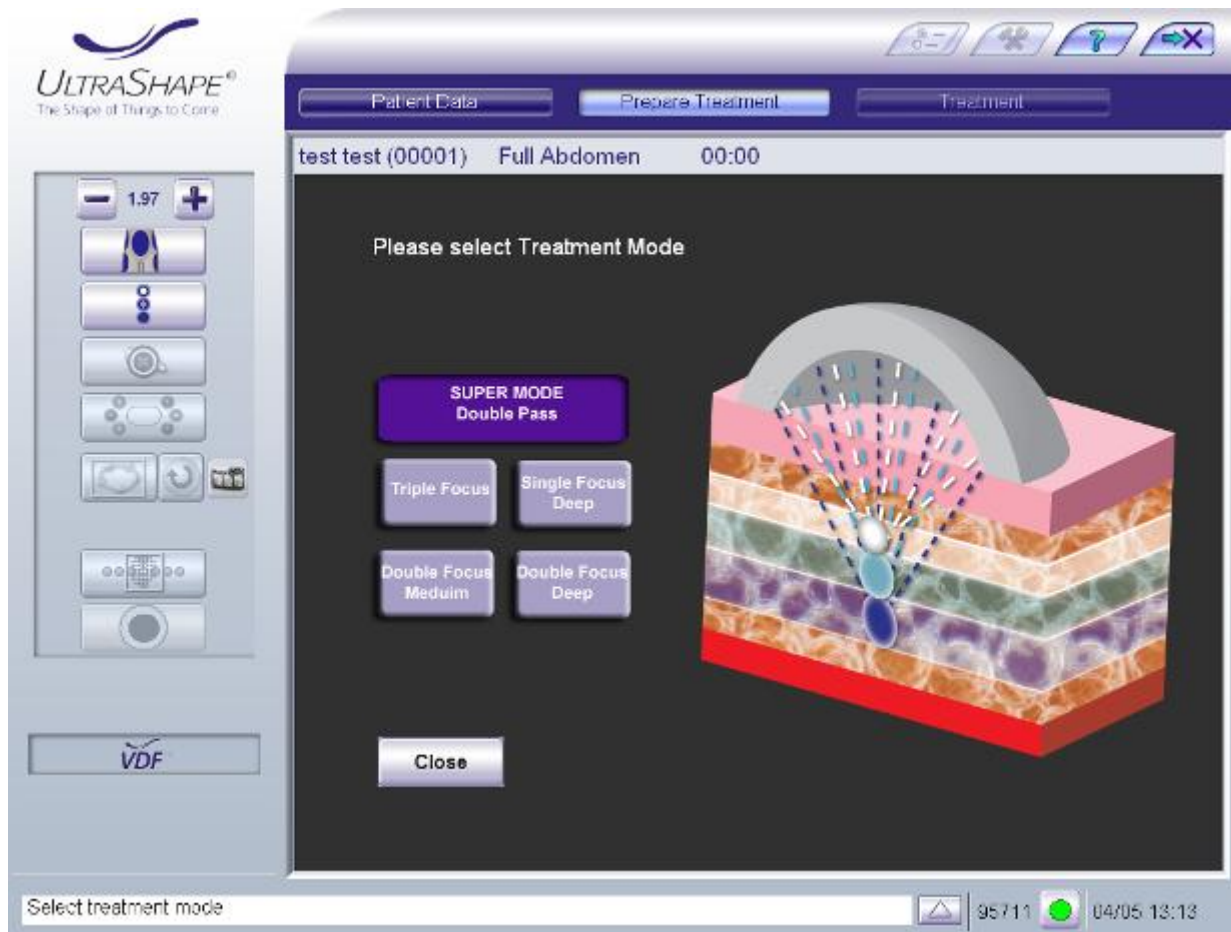 ULTRASHAPE®
The Shape of Things to Come
Patient Data
Prepare Treatment
Treatment
test test (00001) Full Abdomen 00:00
1.97
Please select Treatment Mode
SUPER MODE
Double Pass
Triple Focus
Single Focus
Deep
Double Focus
Meduim
Double Focus
Deep
Close
VDF
Select treatment mode
95711
04/05 13:13